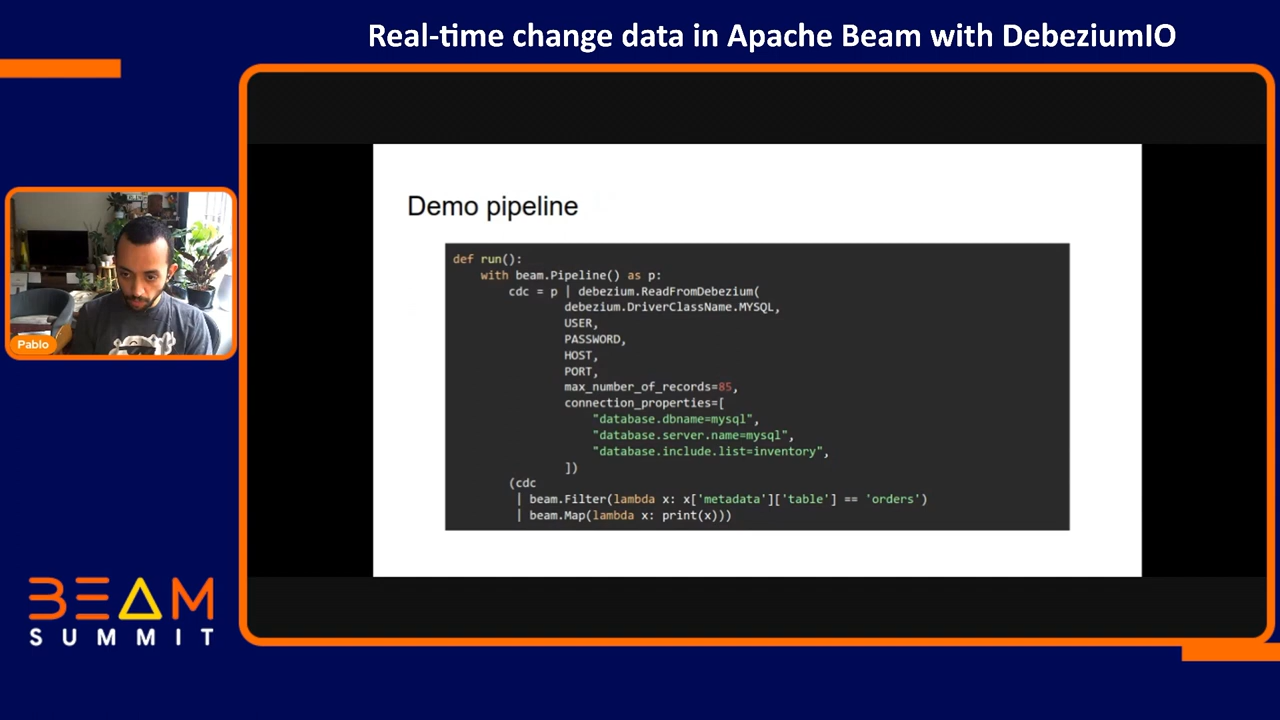 Real-time change data in Apache Beam with DebeziumIO
Demo pipeline
def run():
    with beam.Pipeline() as p:
        cdc = p | debezium.ReadFromDebezium(
                debezium.DriverClassName.MYSQL,
                USER,
                PASSWORD,
                HOST,
                PORT,
                max_number_of_records=85,
                connection_properties=[
                    "database.dbname=mysql",
                    "database.server.name=mysql",
                    "database.include.list=inventory",
                ])
        (cdc
         | beam.Filter(lambda x: x['metadata']['table'] == 'orders')
         | beam.Map(lambda x: print(x)))
Pablo
BEAM
SUMMIT